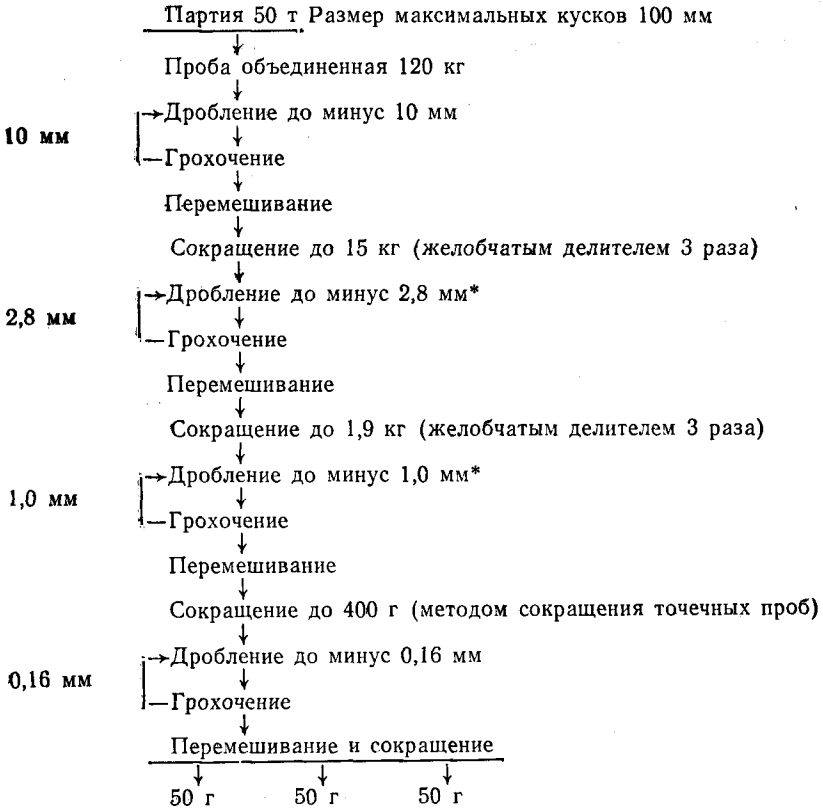 Партия 50 т Размер максимальных кусков 100 мм
Проба объединенная 120 кг
Дробление до минус 10 мм
10 мм
Грохочение
Перемешивание
Сокращение до 15 кг (желобчатым делителем 3 раза)
Дробление до минус 2,8 мм*
2,8 мм
Грохочение
Перемешивание
Сокращение до 1,9 кг (желобчатым делителем 3 раза)
Дробление до минус 1,0 мм*
1,0 мм
Грохочение
Перемешивание
Сокращение до 400 г (методом сокращения точечных проб)
Дробление до минус 0,16 мм
0,16 мм
Грохочение
Перемешивание и сокращение
50 г 50 г 50 г